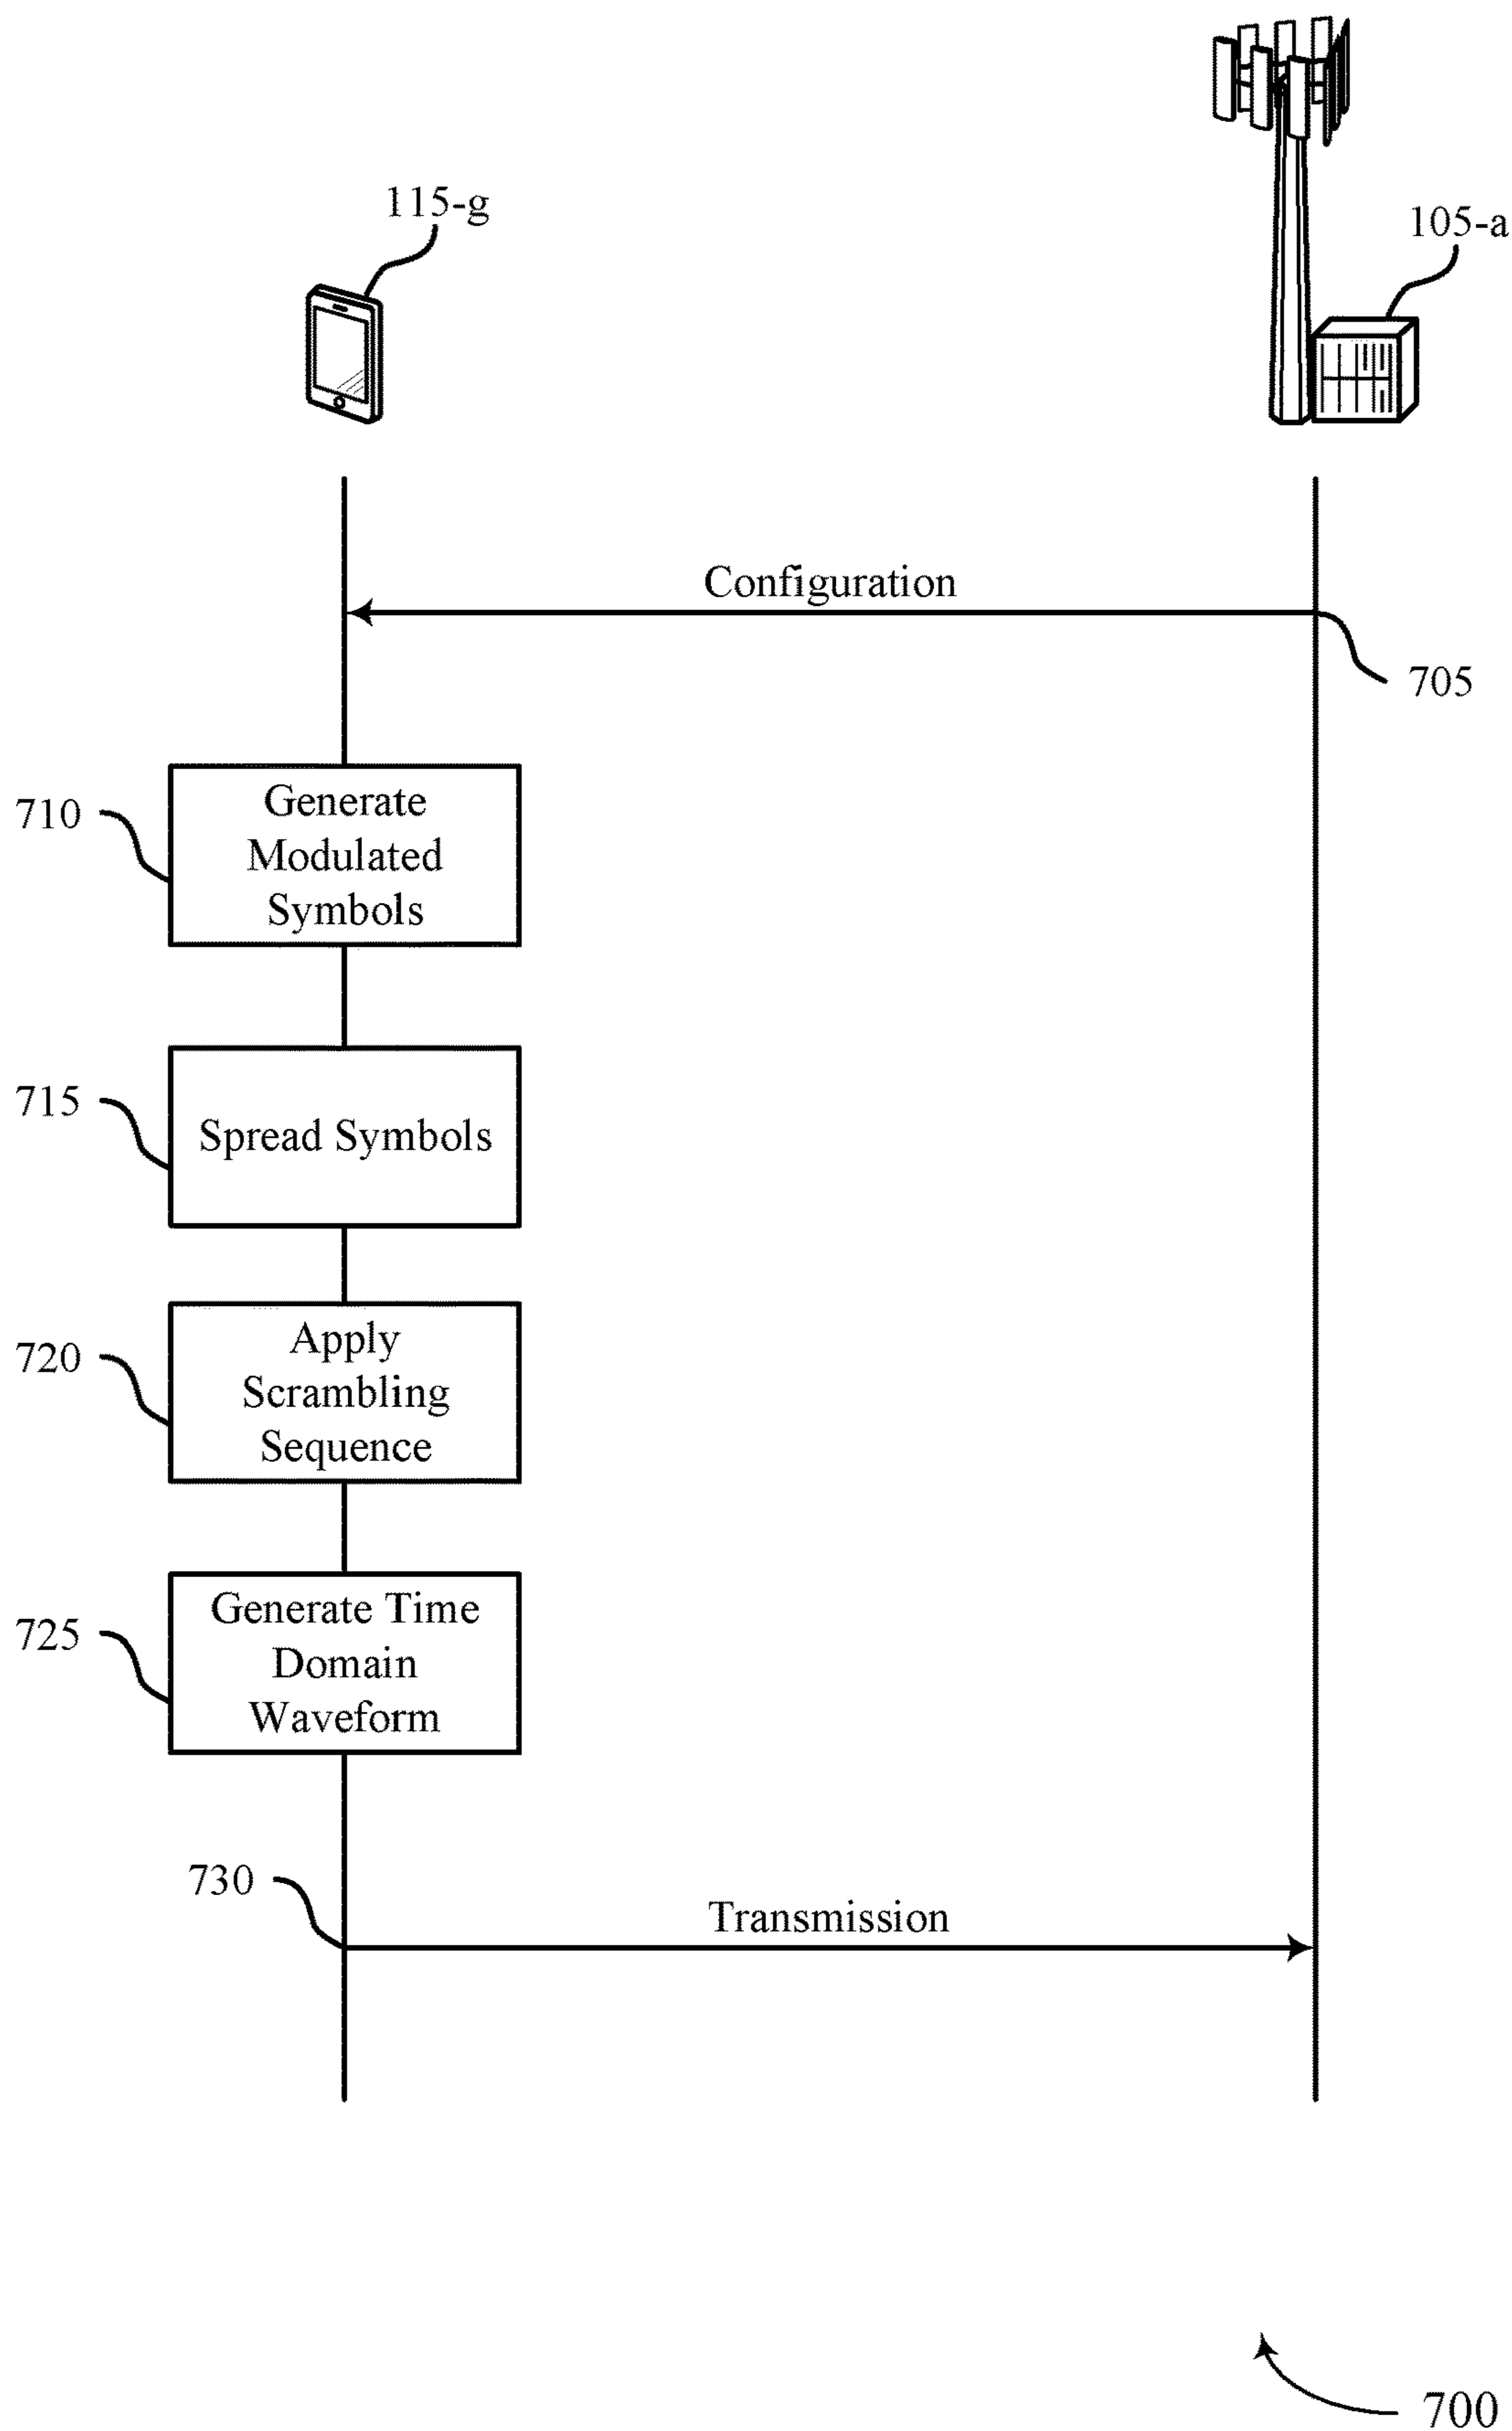 115-g
105-a
Configuration
705
710
Generate
Modulated
Symbols
715
Spread Symbols
720
Apply
Scrambling
Sequence
725
Generate Time
Domain
Waveform
730
Transmission
700